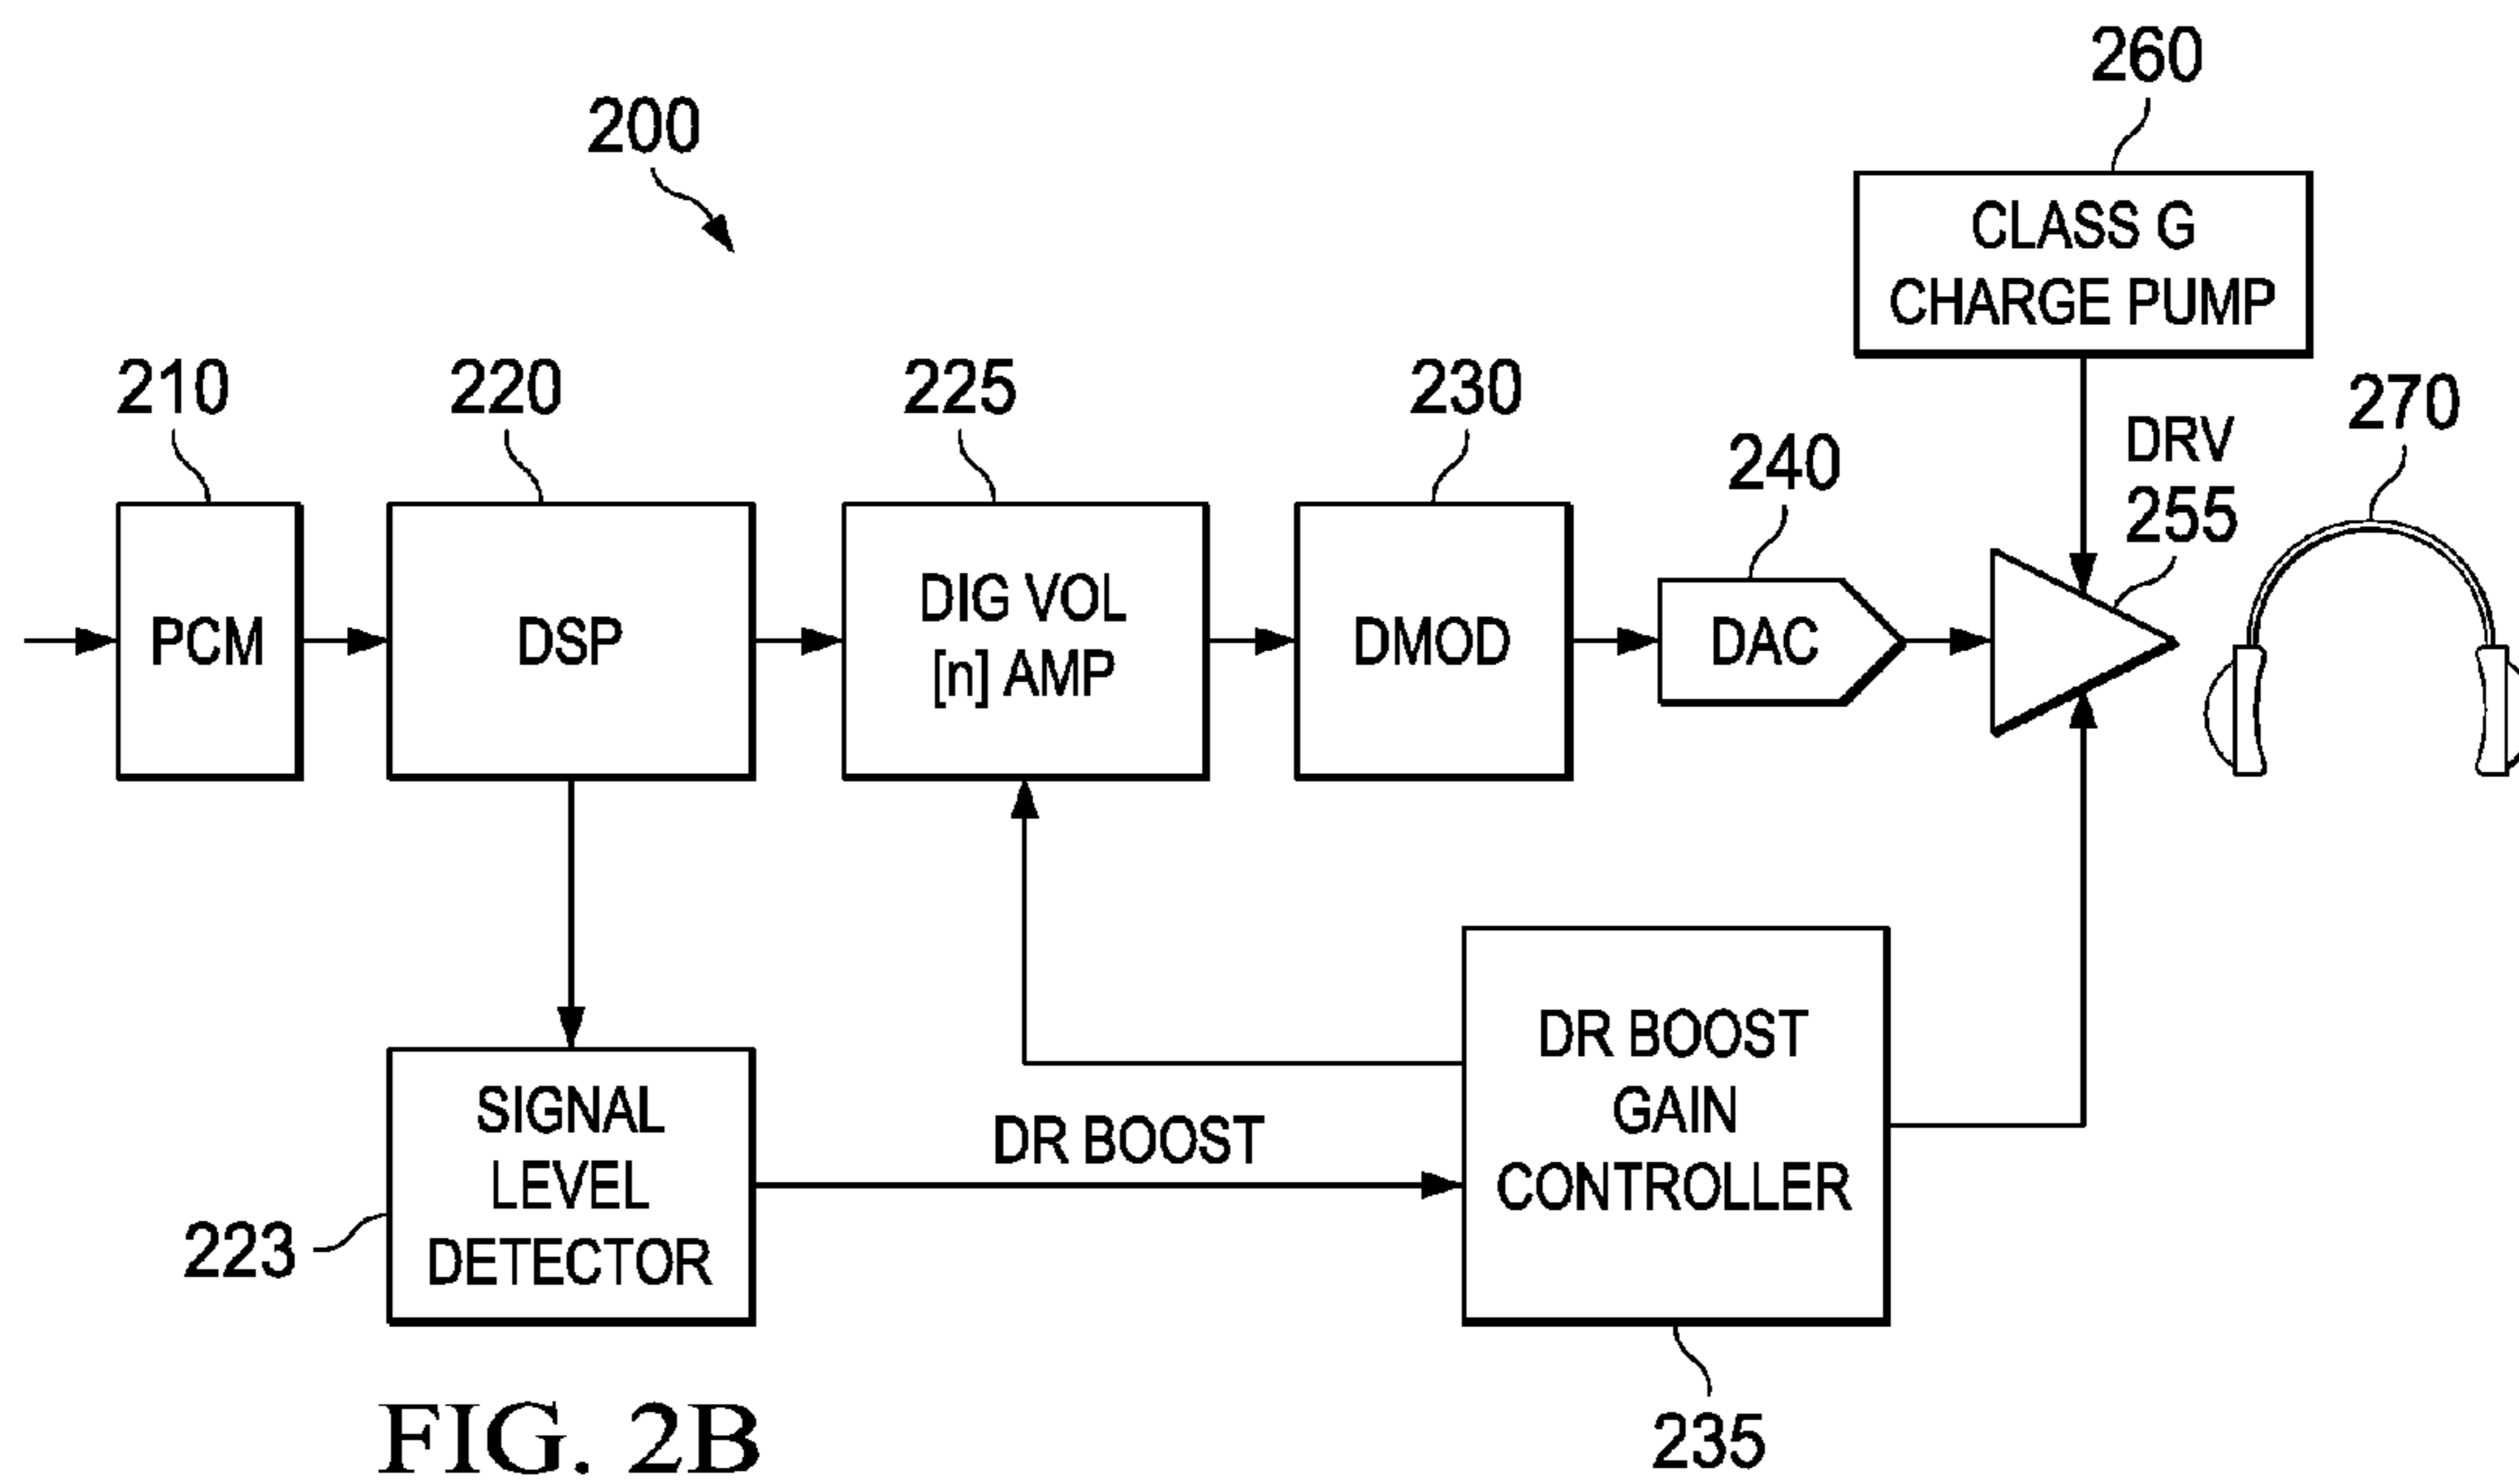 260
200
CLASS G
CHARGE PUMP
210
220
225
230
240
DRV
255
270
PCM
DSP
DIG VOL
[n] AMP
DMOD
DAC
SIGNAL
LEVEL
DETECTOR
223
DR BOOST
DR BOOST
GAIN
CONTROLLER
235
FIG. 2B